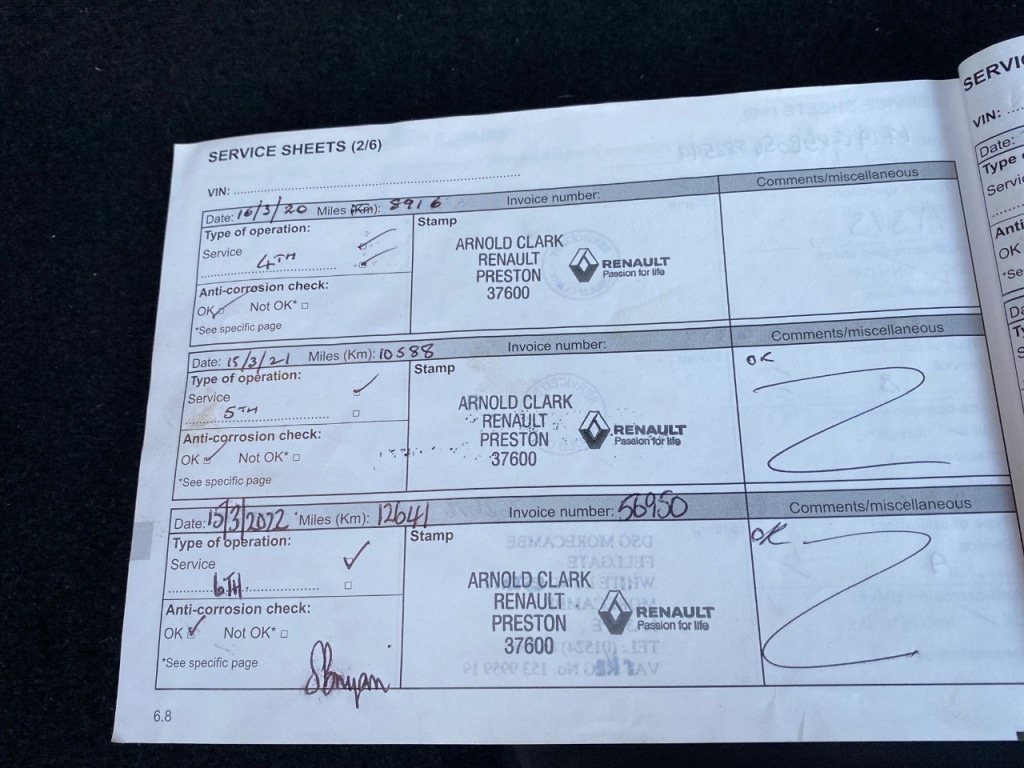 SERVICE SHEETS (2/6)
VIN:
Date: 16/3/20 Miles (Km): 8916 Invoice number: Comments/miscellaneous
Type of operation: Stamp
Service
4TH
ARNOLD CLARK
RENAULT
PRESTON
37600
RENAULT
Passion for life
Anti-corrosion check:
OK Not OK*
*See specific page
Date: 15/3/21 Miles (Km): 10588 Invoice number: Comments/miscellaneous
Type of operation: Stamp OK
Service
5TH
ARNOLD CLARK
RENAULT
PRESTON
37600
RENAULT
Passion for life
Anti-corrosion check:
OK Not OK*
*See specific page
Date: 15/3/2022 *Miles (Km): 12641 Invoice number: 56950 Comments/miscellaneous
Type of operation: Stamp OK
Service
6TH
ARNOLD CLARK
RENAULT
PRESTON
37600
RENAULT
Passion for life
Anti-corrosion check:
OK Not OK*
*See specific page
6.8
VIN:
Date: